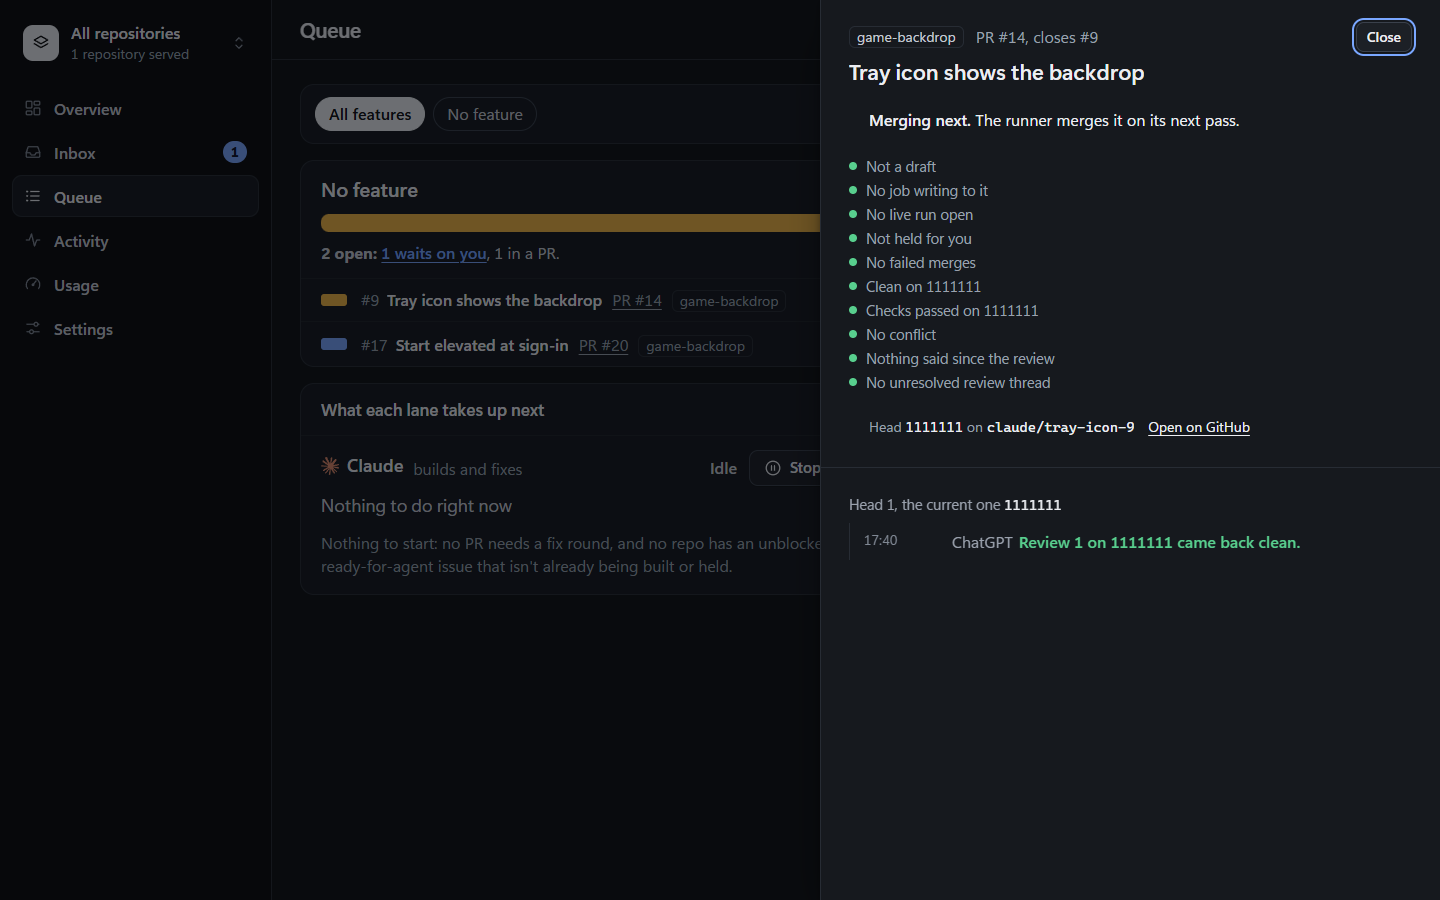 All repositories
1 repository served
Overview
Inbox 1
Queue
Activity
Usage
Settings
Queue
All features
No feature
No feature
2 open: 1 waits on you, 1 in a PR.
#9 Tray icon shows the backdrop PR #14 game-backdrop
#17 Start elevated at sign-in PR #20 game-backdrop
What each lane takes up next
Claude builds and fixes
Idle
Stop
Nothing to do right now
Nothing to start: no PR needs a fix round, and no repo has an unblocke
ready-for-agent issue that isn't already being built or held.
game-backdrop PR #14, closes #9
Close
Tray icon shows the backdrop
Merging next. The runner merges it on its next pass.
Not a draft
No job writing to it
No live run open
Not held for you
No failed merges
Clean on 1111111
Checks passed on 1111111
No conflict
Nothing said since the review
No unresolved review thread
Head 1111111 on claude/tray-icon-9 Open on GitHub
Head 1, the current one 1111111
17:40 ChatGPT Review 1 on 1111111 came back clean.